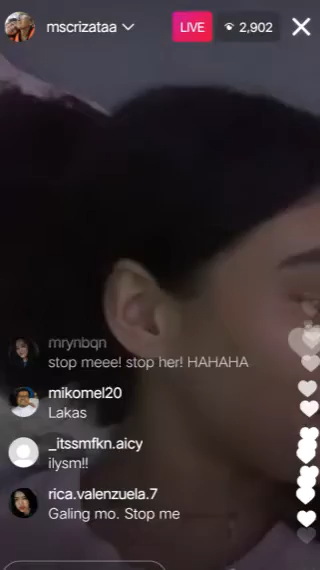 mscrizataa
LIVE
2,902
mrynbqn
stop meee! stop her! HAHAHA
mikomel20
Lakas
_itssmfkn.aicy
ilysm!!
rica.valenzuela.7
Galing mo. Stop me